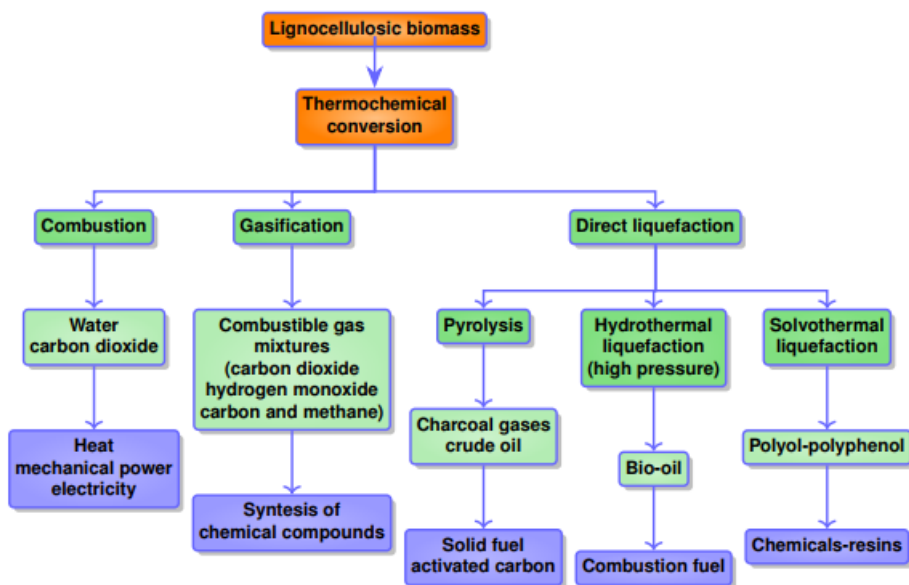 Lignocellulosic biomass
Thermochemical
conversion
Combustion
Gasification
Direct liquefaction
Water
carbon dioxide
Combustible gas
mixtures
(carbon dioxide
hydrogen monoxide
carbon and methane)
Pyrolysis
Hydrothermal
liquefaction
(high pressure)
Solvothermal
liquefaction
Heat
mechanical power
electricity
Charcoal gases
crude oil
Bio-oil
Polyol-polyphenol
Syntesis of
chemical compounds
Solid fuel
activated carbon
Combustion fuel
Chemicals-resins